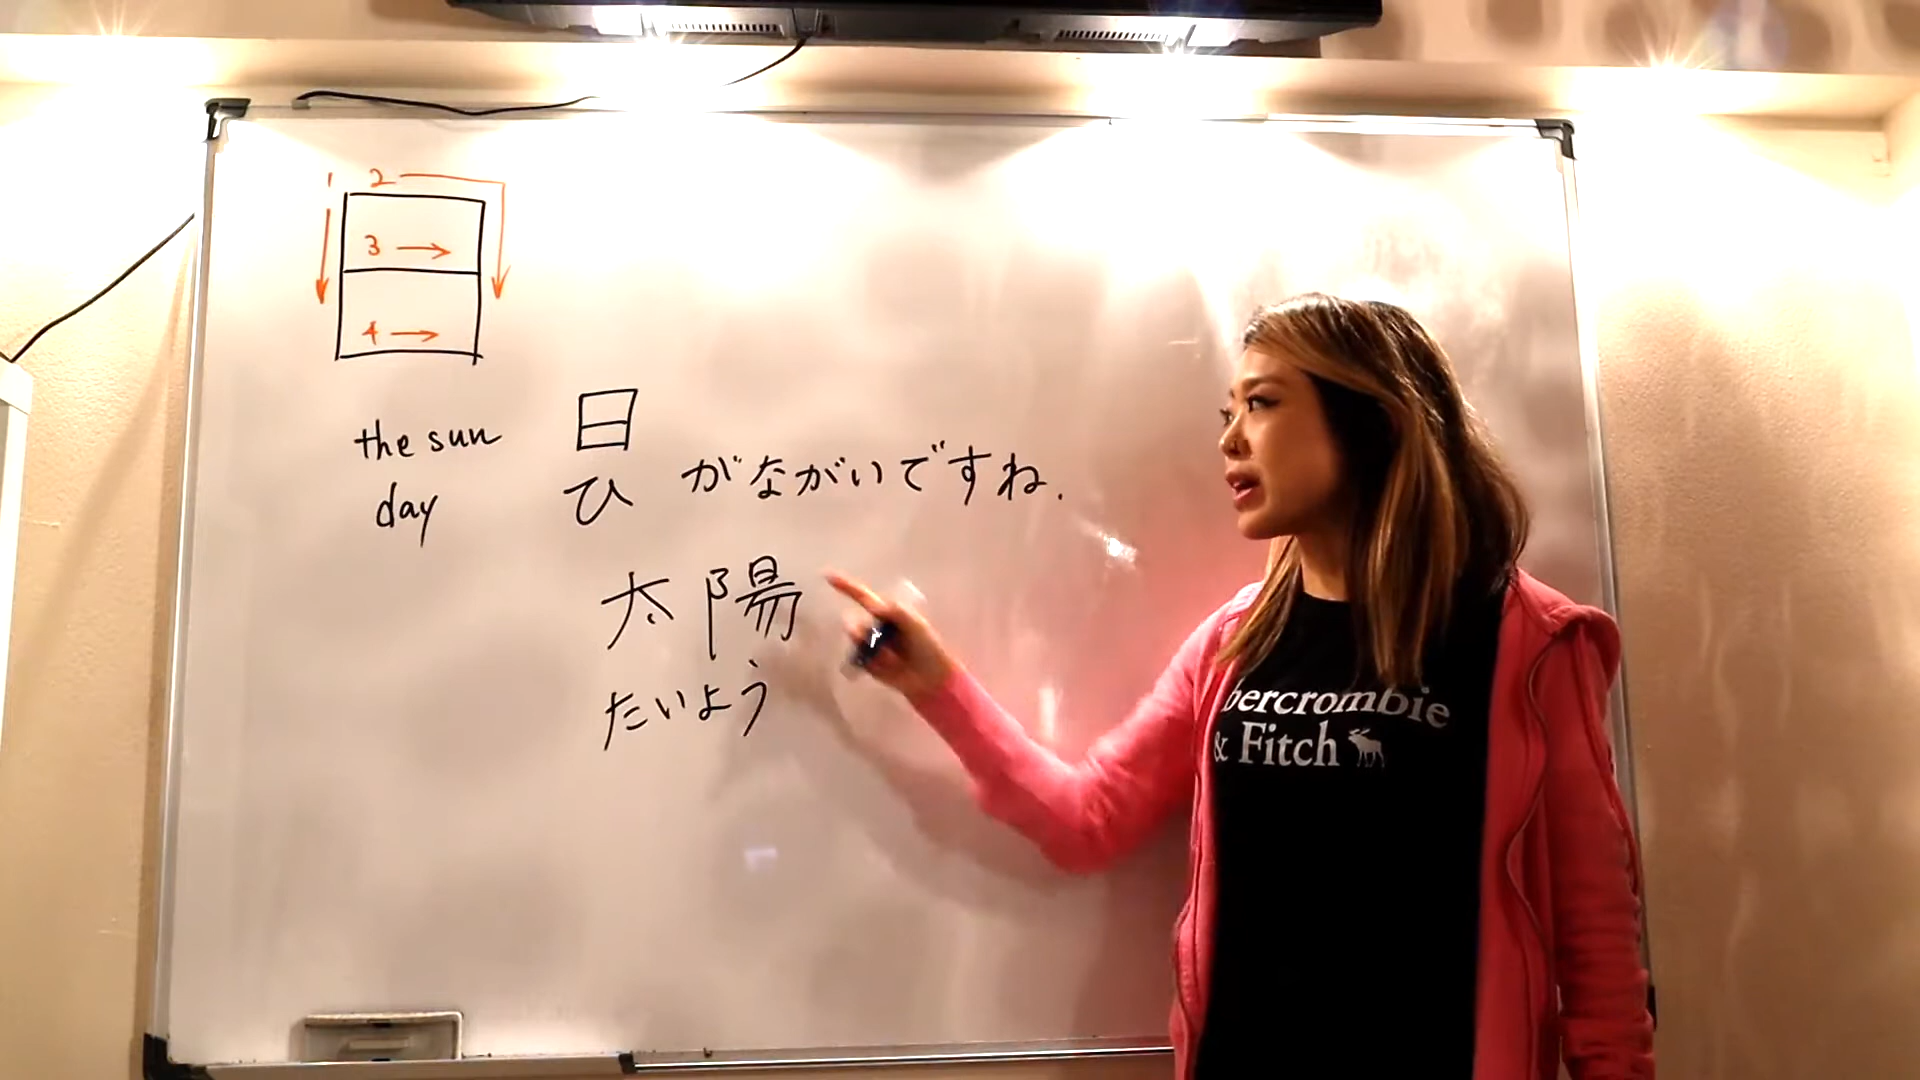 1 2
3
4
the sun
day
日
ひ がながいですね.
太陽
たいよう
bercrombie
& Fitch